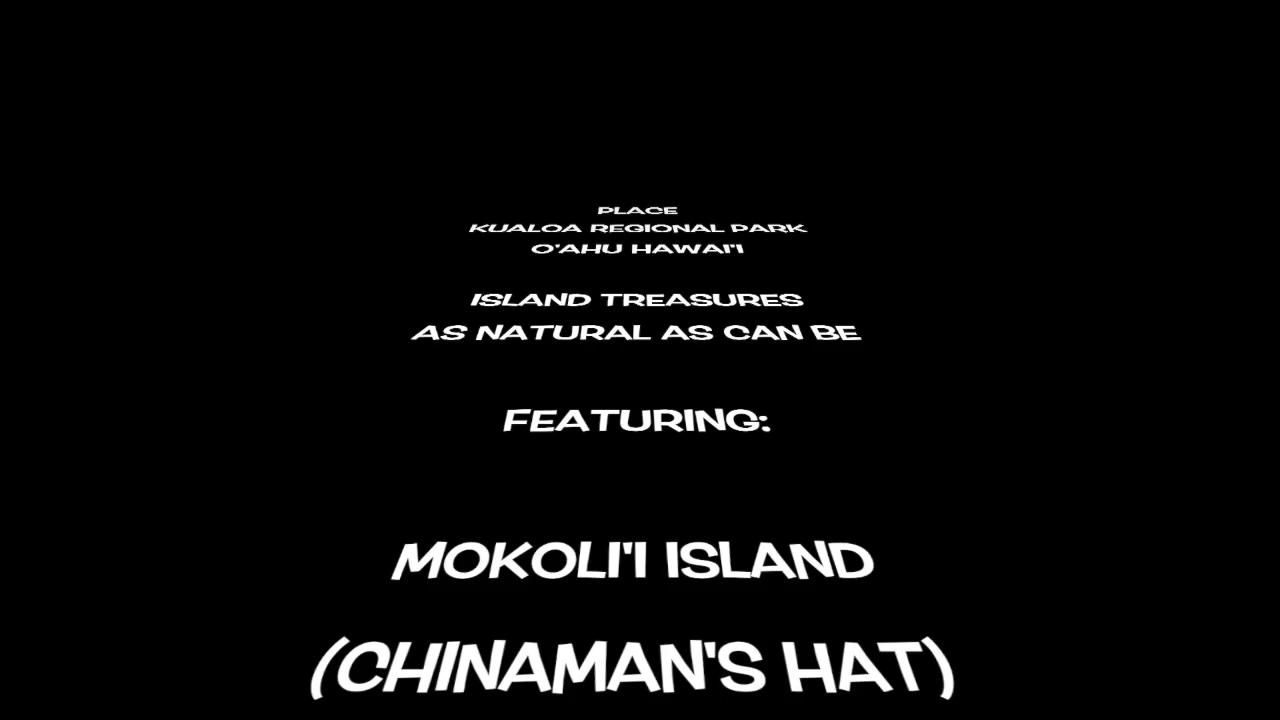 PLACE
KUALOA REGIONAL PARK
O'AHU HAWAI'I
ISLAND TREASURES
AS NATURAL AS CAN BE
FEATURING:
MOKOLI'I ISLAND
(CHINAMAN'S HAT)